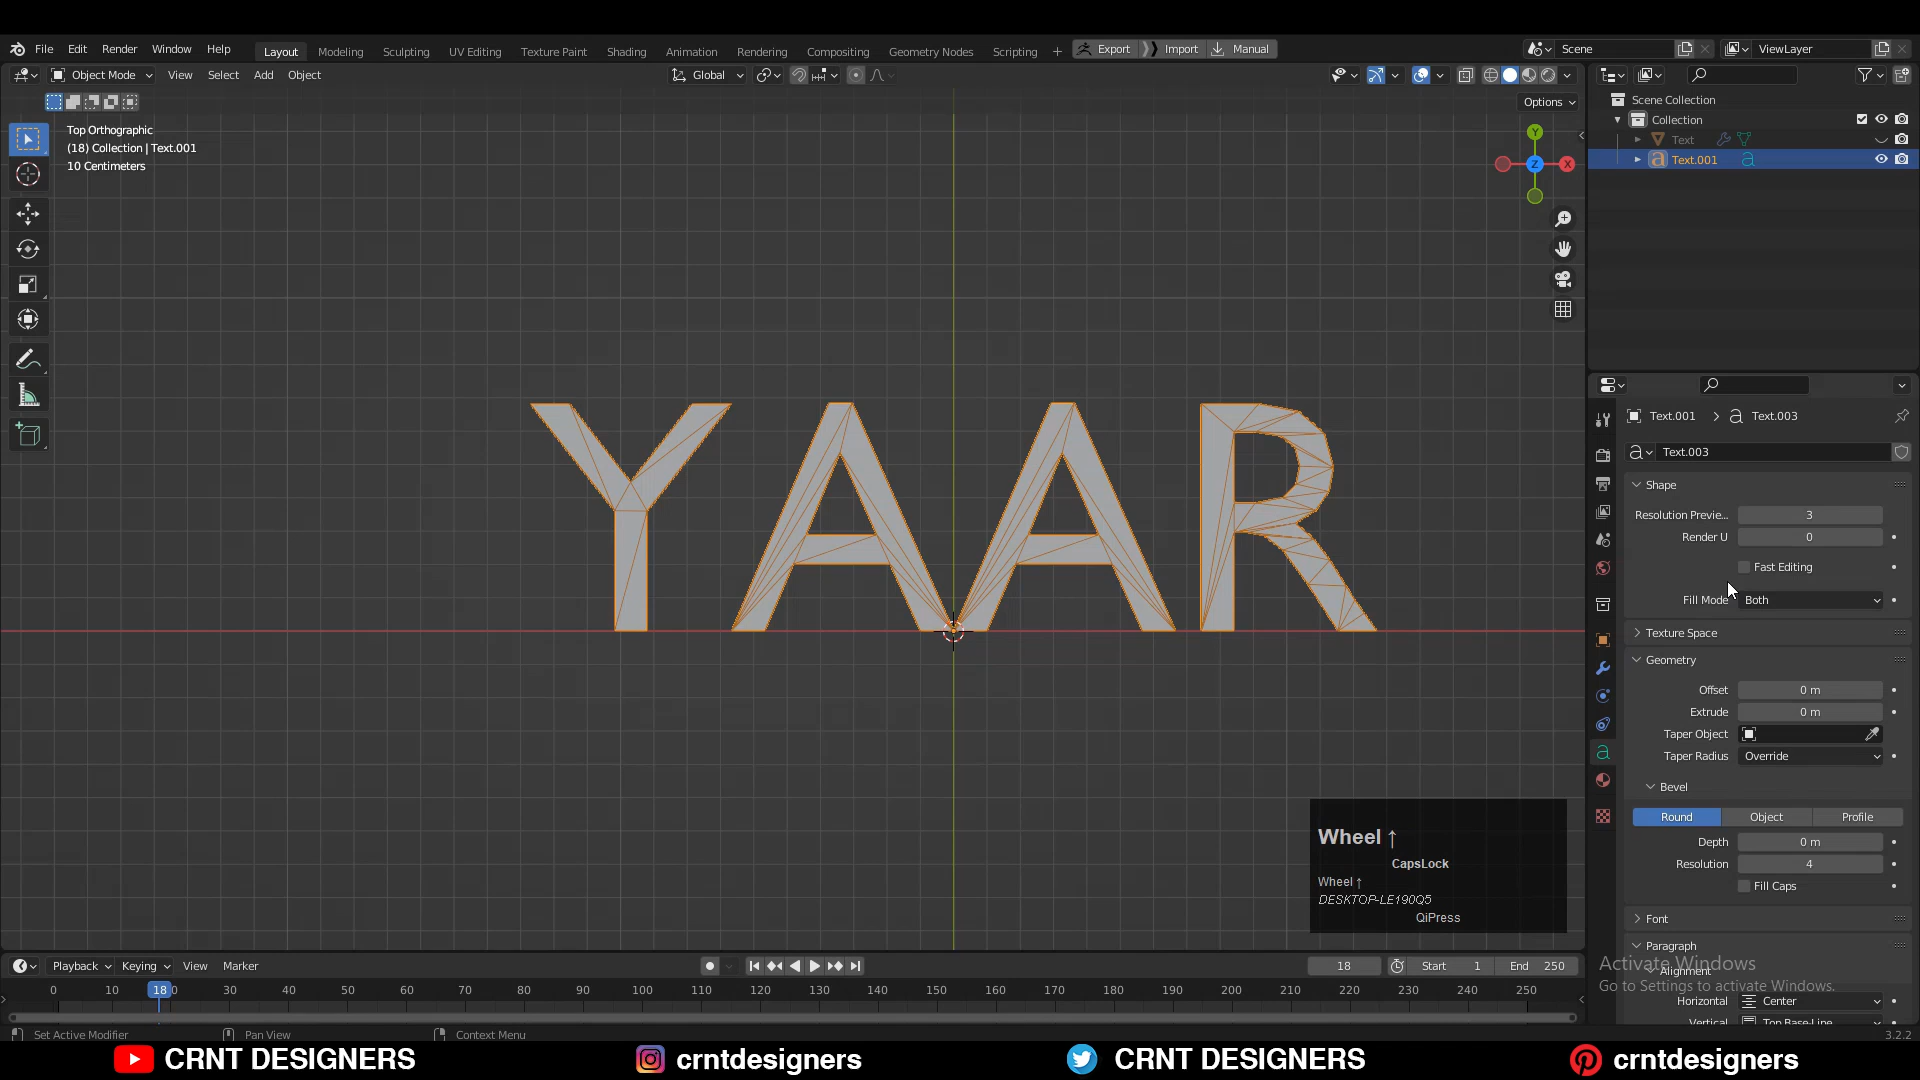 File Edit Render Window Help Layout Modeling Sculpting UV Editing Texture Paint Shading Animation Rendering Compositing Geometry Nodes Scripting + Export Import Manual Scene ViewLayer
Object Mode View Select Add Object Global
Options
Top Orthographic
(18) Collection | Text.001
10 Centimeters
Y
Z
X
Scene Collection
Collection
Text
Text.001
YAAR
Text.001 > Text.003
Text.003
Shape
Resolution Previe... 3
Render U 0
Fast Editing
Fill Mode Both
Texture Space
Geometry
Offset 0 m
Extrude 0 m
Taper Object
Taper Radius Override
Bevel
Round Object Profile
Depth 0 m
Resolution 4
Fill Caps
Font
Paragraph
Alignment
Horizontal Center
Vertical Top Base-Line
Wheel ↑
CapsLock
Wheel ↑
DESKTOP-LE190Q5
QiPress
Activate Windows
Go to Settings to activate Windows.
Playback Keying View Marker 18 Start 1 End 250
0 10 18 30 40 50 60 70 80 90 100 110 120 130 140 150 160 170 180 190 200 210 220 230 240 250
Set Active Modifier Pan View Context Menu 3.2.2
CRNT DESIGNERS crntdesigners CRNT DESIGNERS crntdesigners